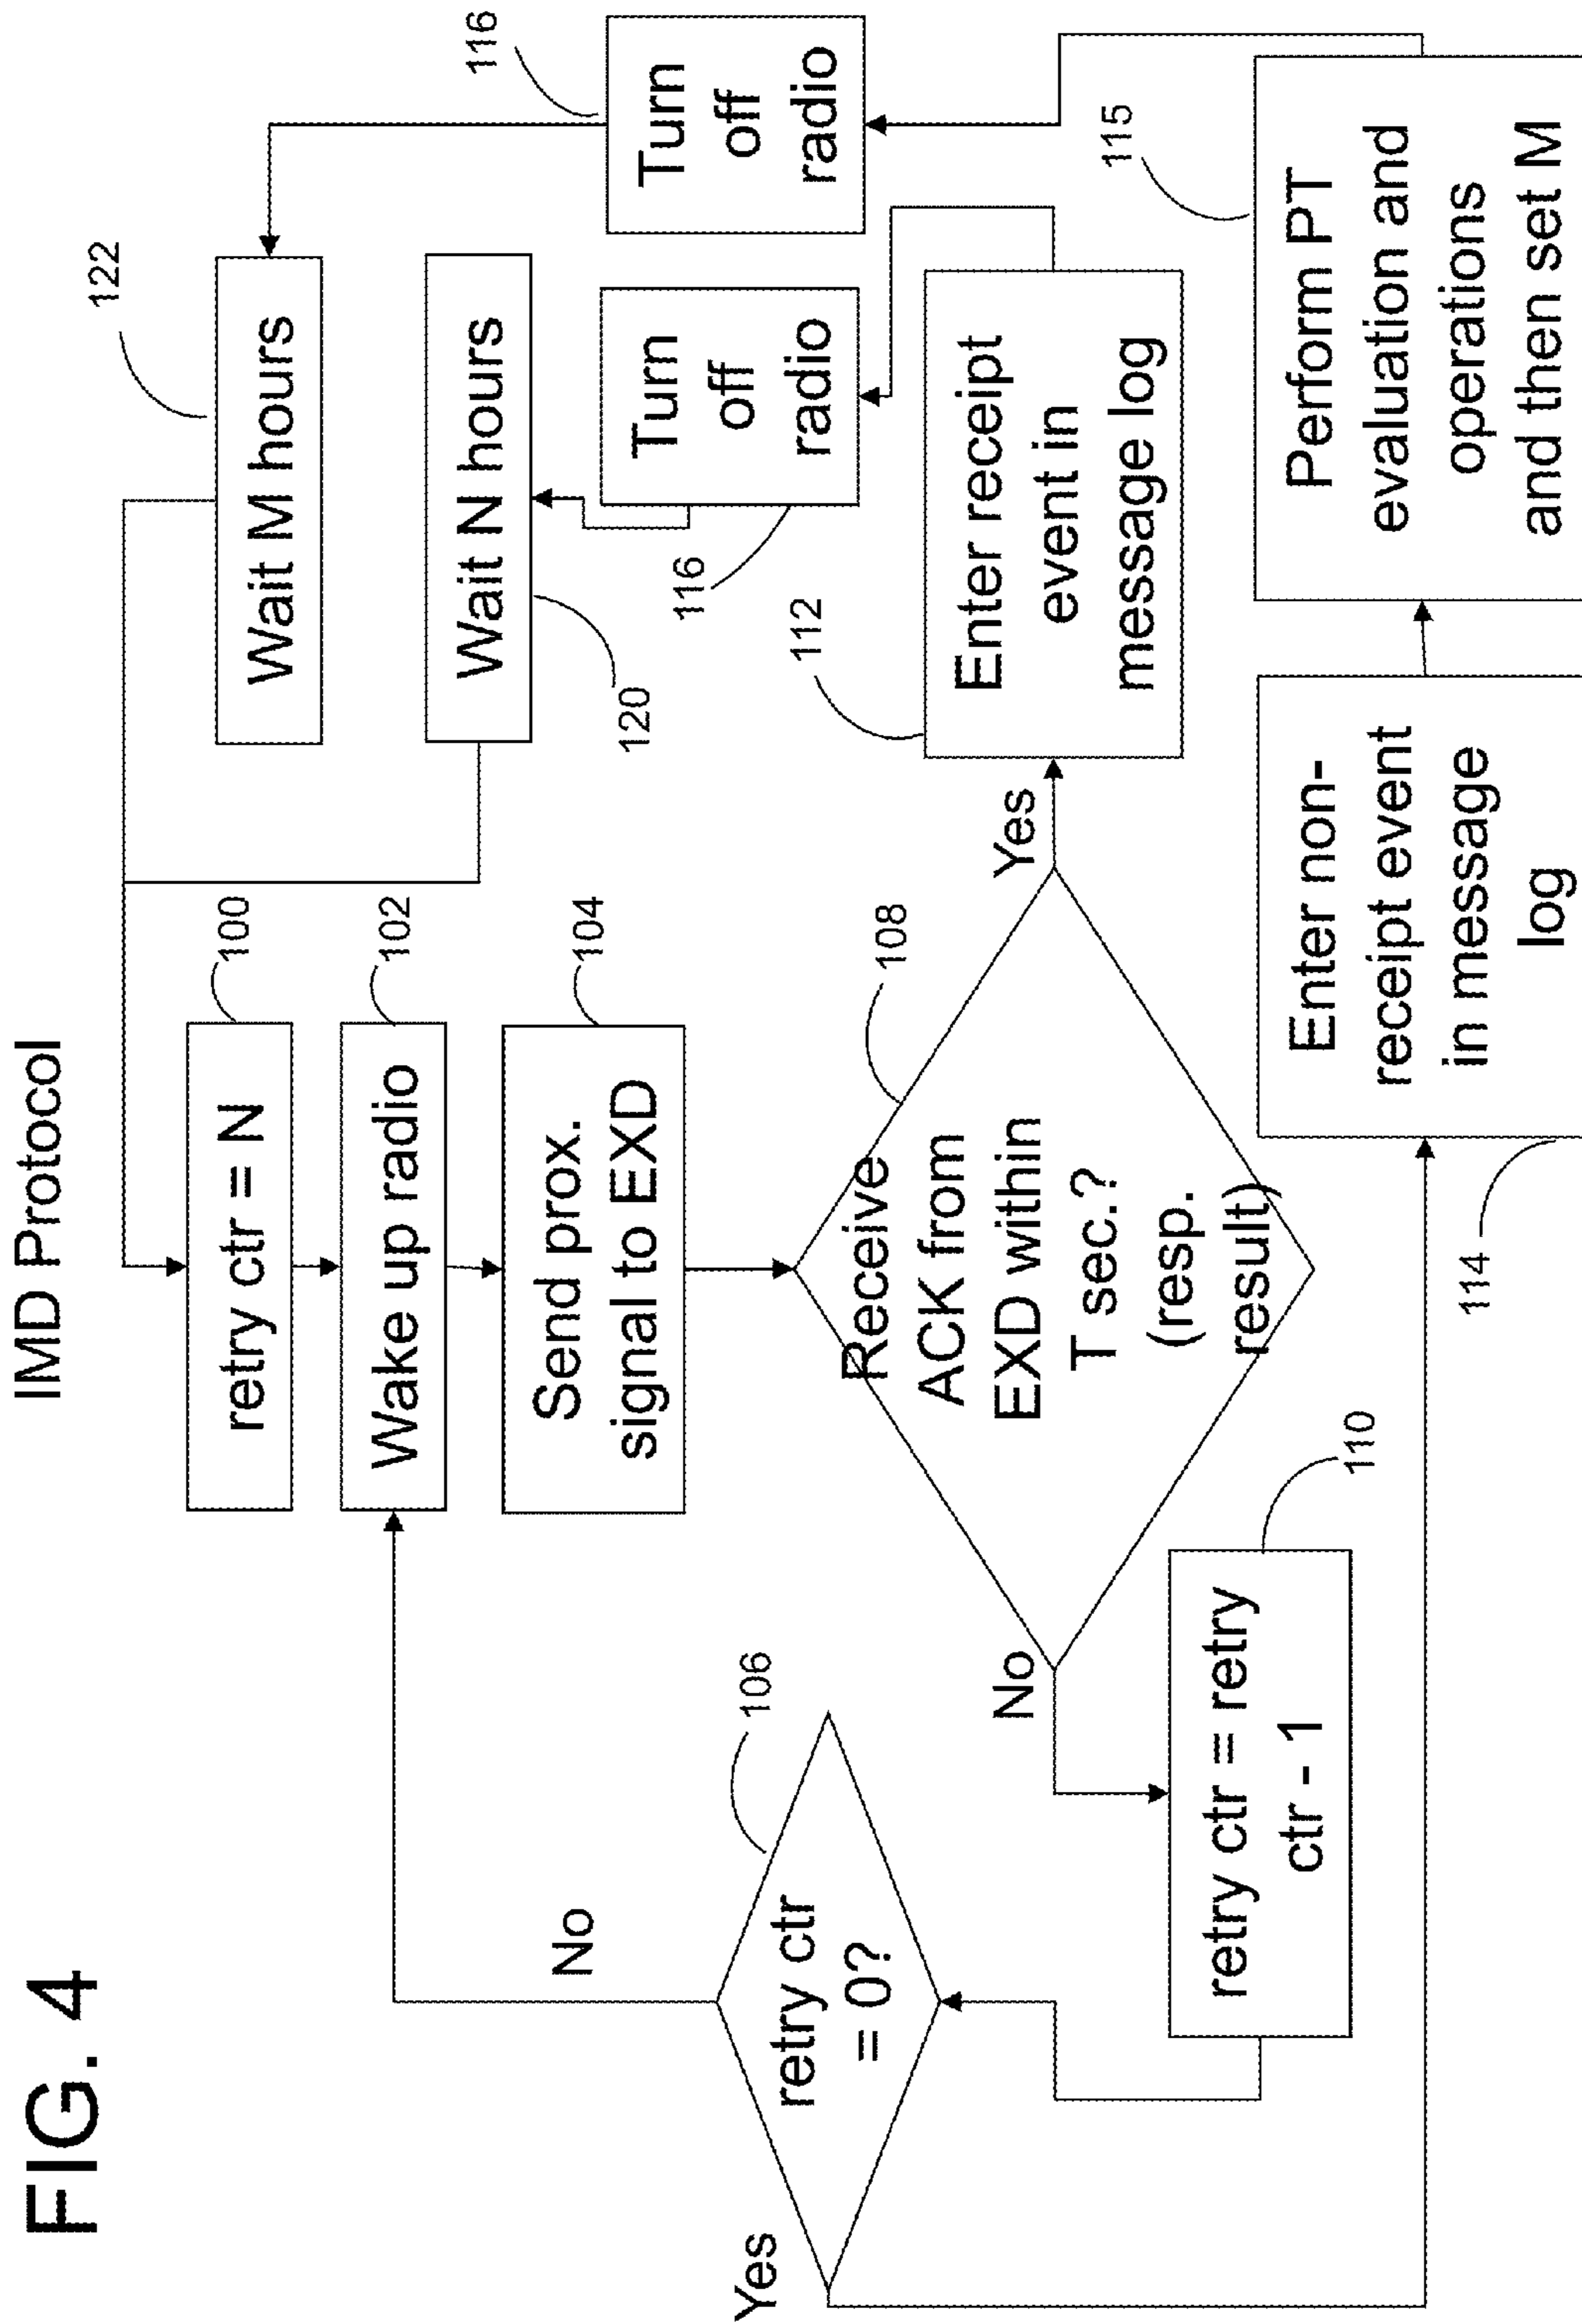 FIG. 4
IMD Protocol
retry ctr = N
100
Wake up radio
102
Send prox.
signal to EXD
104
Receive
ACK from
EXD within
T sec.?
(resp.
result)
108
No
Yes
retry ctr = retry
ctr - 1
110
retry ctr
= 0?
106
No
Yes
Enter receipt
event in
message log
112
Turn
off
radio
116
Wait N hours
120
Enter non-
receipt event
in message
log
114
Perform PT
evaluation and
operations
and then set M
115
Turn
off
radio
116
Wait M hours
122